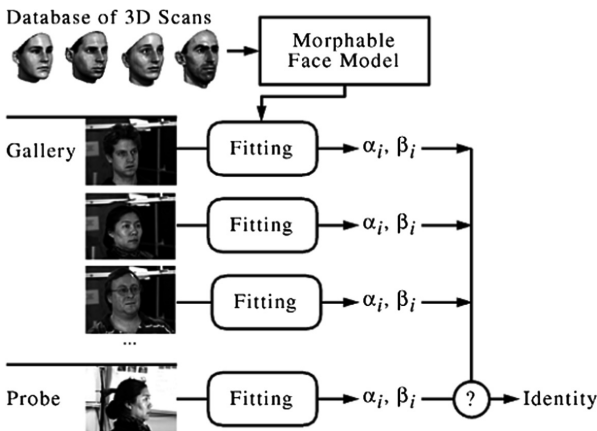 Database of 3D Scans
Morphable
Face Model
Gallery
Fitting
αi, βi
Fitting
αi, βi
Fitting
αi, βi
...
Probe
Fitting
αi, βi
?
Identity